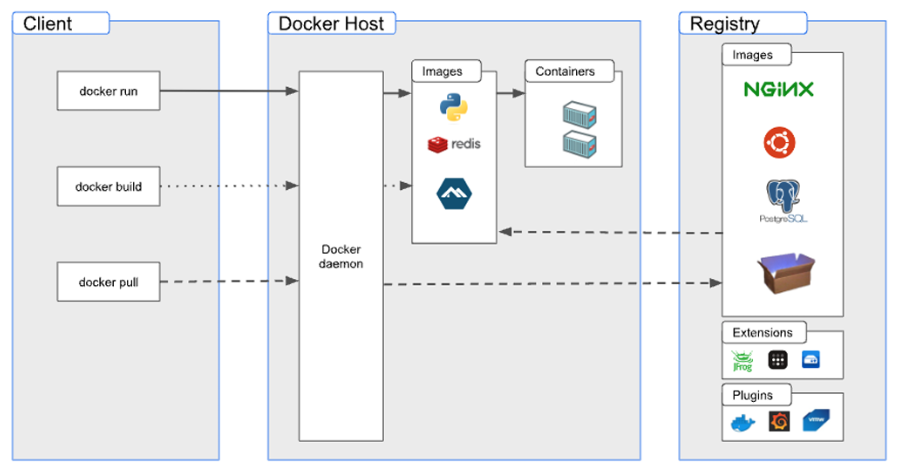 Client
docker run
docker build
docker pull
Docker Host
Docker
daemon
Images
redis
Containers
Registry
Images
NGINX
PostgreSQL
Extensions
JFrog
Plugins
vmw